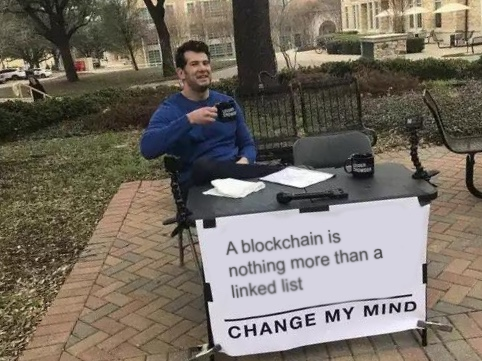 A blockchain is
nothing more than a
linked list
CHANGE MY MIND